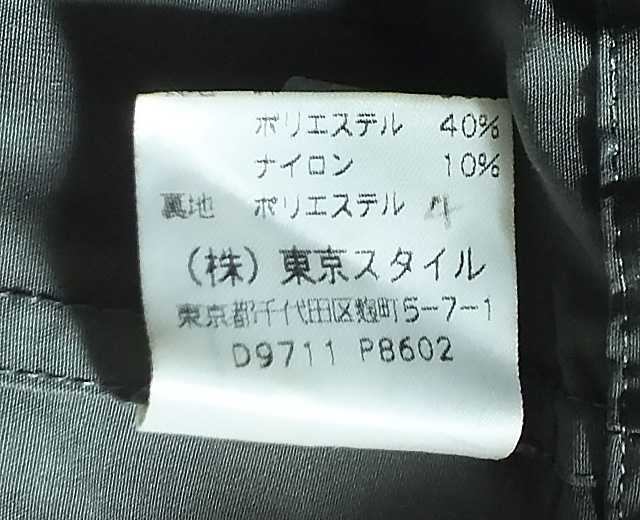 ポリエステル 40%
ナイロン 10%
裏地 ポリエステル
(株) 東京スタイル
東京都千代田区麹町5-7-1
D9711 P8602